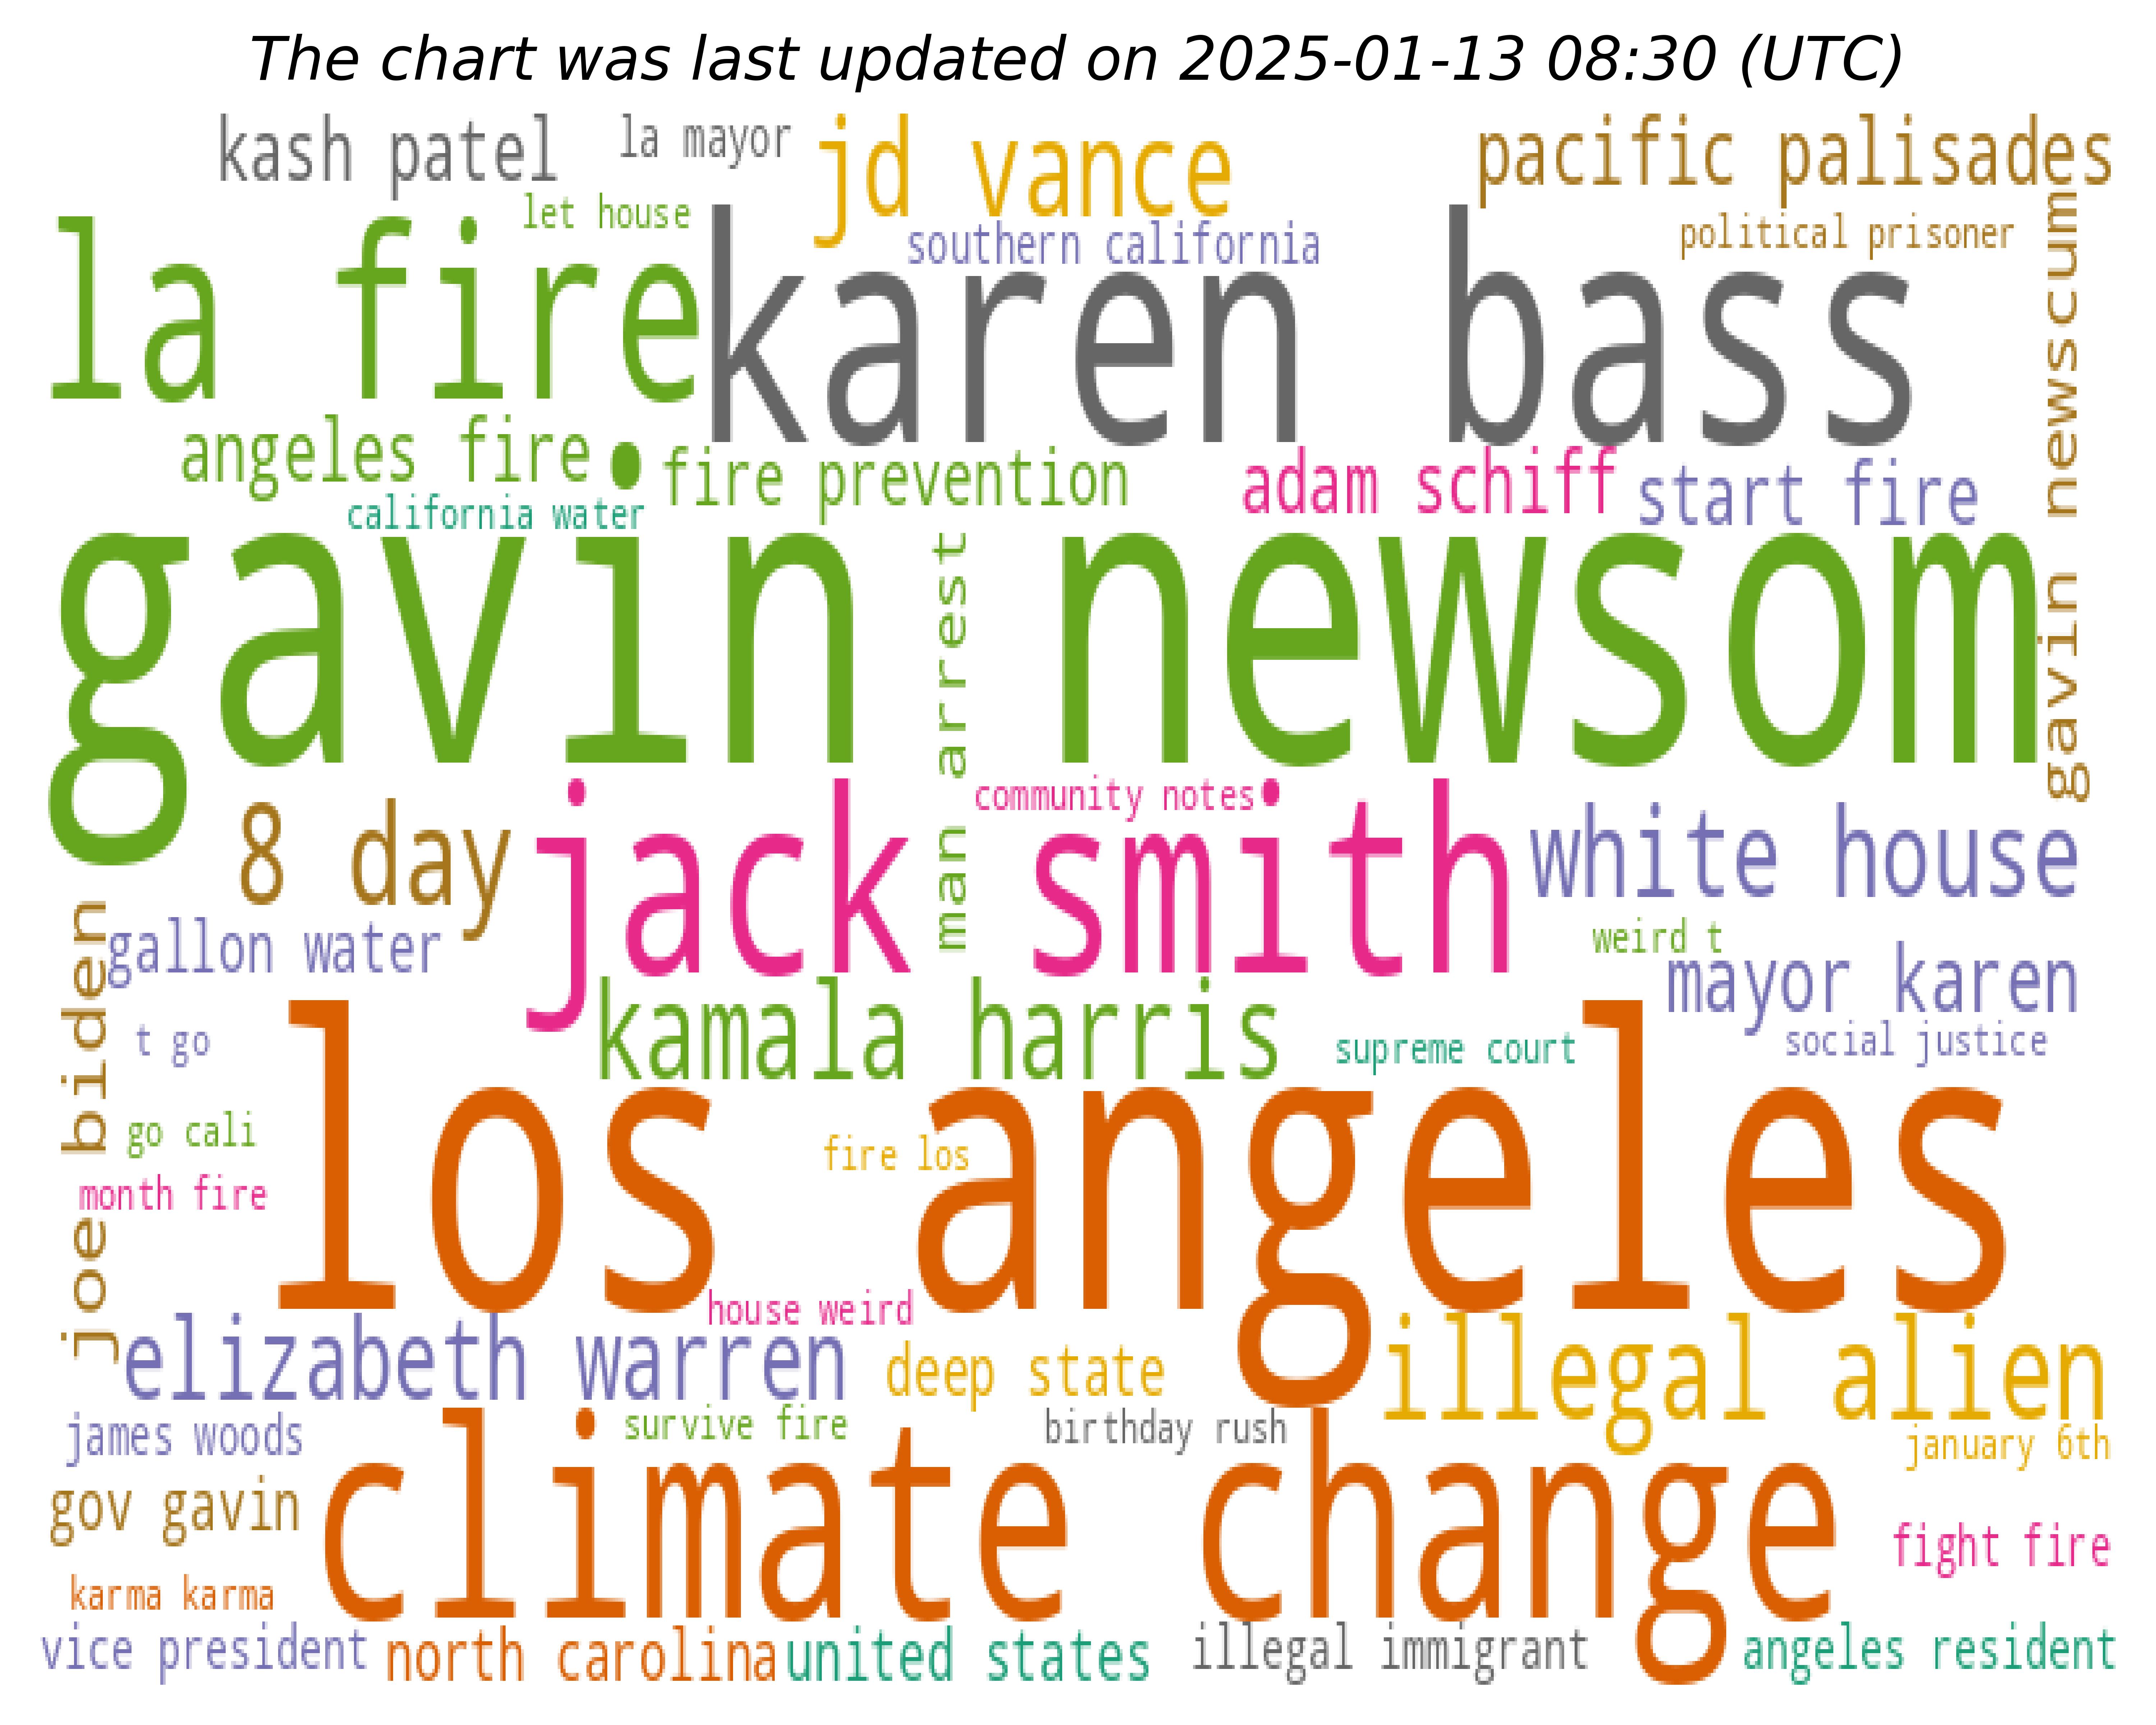 The chart was last updated on 2025-01-13 08:30 (UTC)
kash patel
la mayor
jd vance
pacific palisades
let house
political prisoner
southern california
la fire
karen bass
gavin newscum
angeles fire
fire prevention
adam schiff
start fire
california water
gavin newsom
man arrest
community notes
8 day
jack smith
white house
gallon water
weird t
mayor karen
joe biden
kamala harris
t go
supreme court
social justice
los angeles
go cali
fire los
month fire
house weird
elizabeth warren
deep state
illegal alien
james woods
survive fire
birthday rush
january 6th
gov gavin
climate change
fight fire
karma karma
vice president
north carolina
united states
illegal immigrant
angeles resident